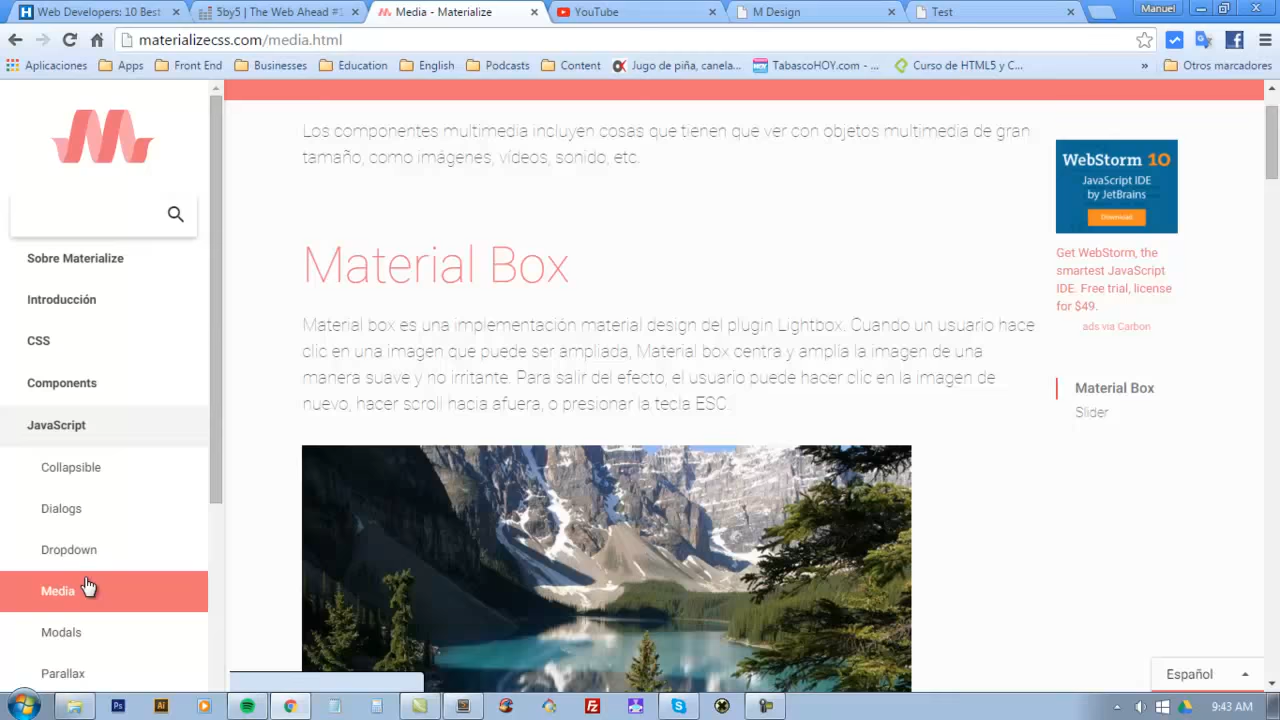 Web Developers: 10 Best
5by5 | The Web Ahead #1
Media - Materialize
YouTube
M Design
Test
Manuel
materializecss.com/media.html
Aplicaciones
Apps
Front End
Businesses
Education
English
Podcasts
Content
Jugo de piña, canela...
TabascoHOY.com - ...
Curso de HTML5 y C...
»
Otros marcadores
Sobre Materialize
Introducción
CSS
Components
JavaScript
Collapsible
Dialogs
Dropdown
Media
Modals
Parallax
Los componentes multimedia incluyen cosas que tienen que ver con objetos multimedia de gran
tamaño, como imágenes, vídeos, sonido, etc.
Material Box
Material box es una implementación material design del plugin Lightbox. Cuando un usuario hace
clic en una imagen que puede ser ampliada, Material box centra y amplía la imagen de una
manera suave y no irritante. Para salir del efecto, el usuario puede hacer clic en la imagen de
nuevo, hacer scroll hacia afuera, o presionar la tecla ESC.
WebStorm 10
JavaScript IDE
by JetBrains
Download
Get WebStorm, the
smartest JavaScript
IDE. Free trial, license
for $49.
ads via Carbon
Material Box
Slider
Español
9:43 AM